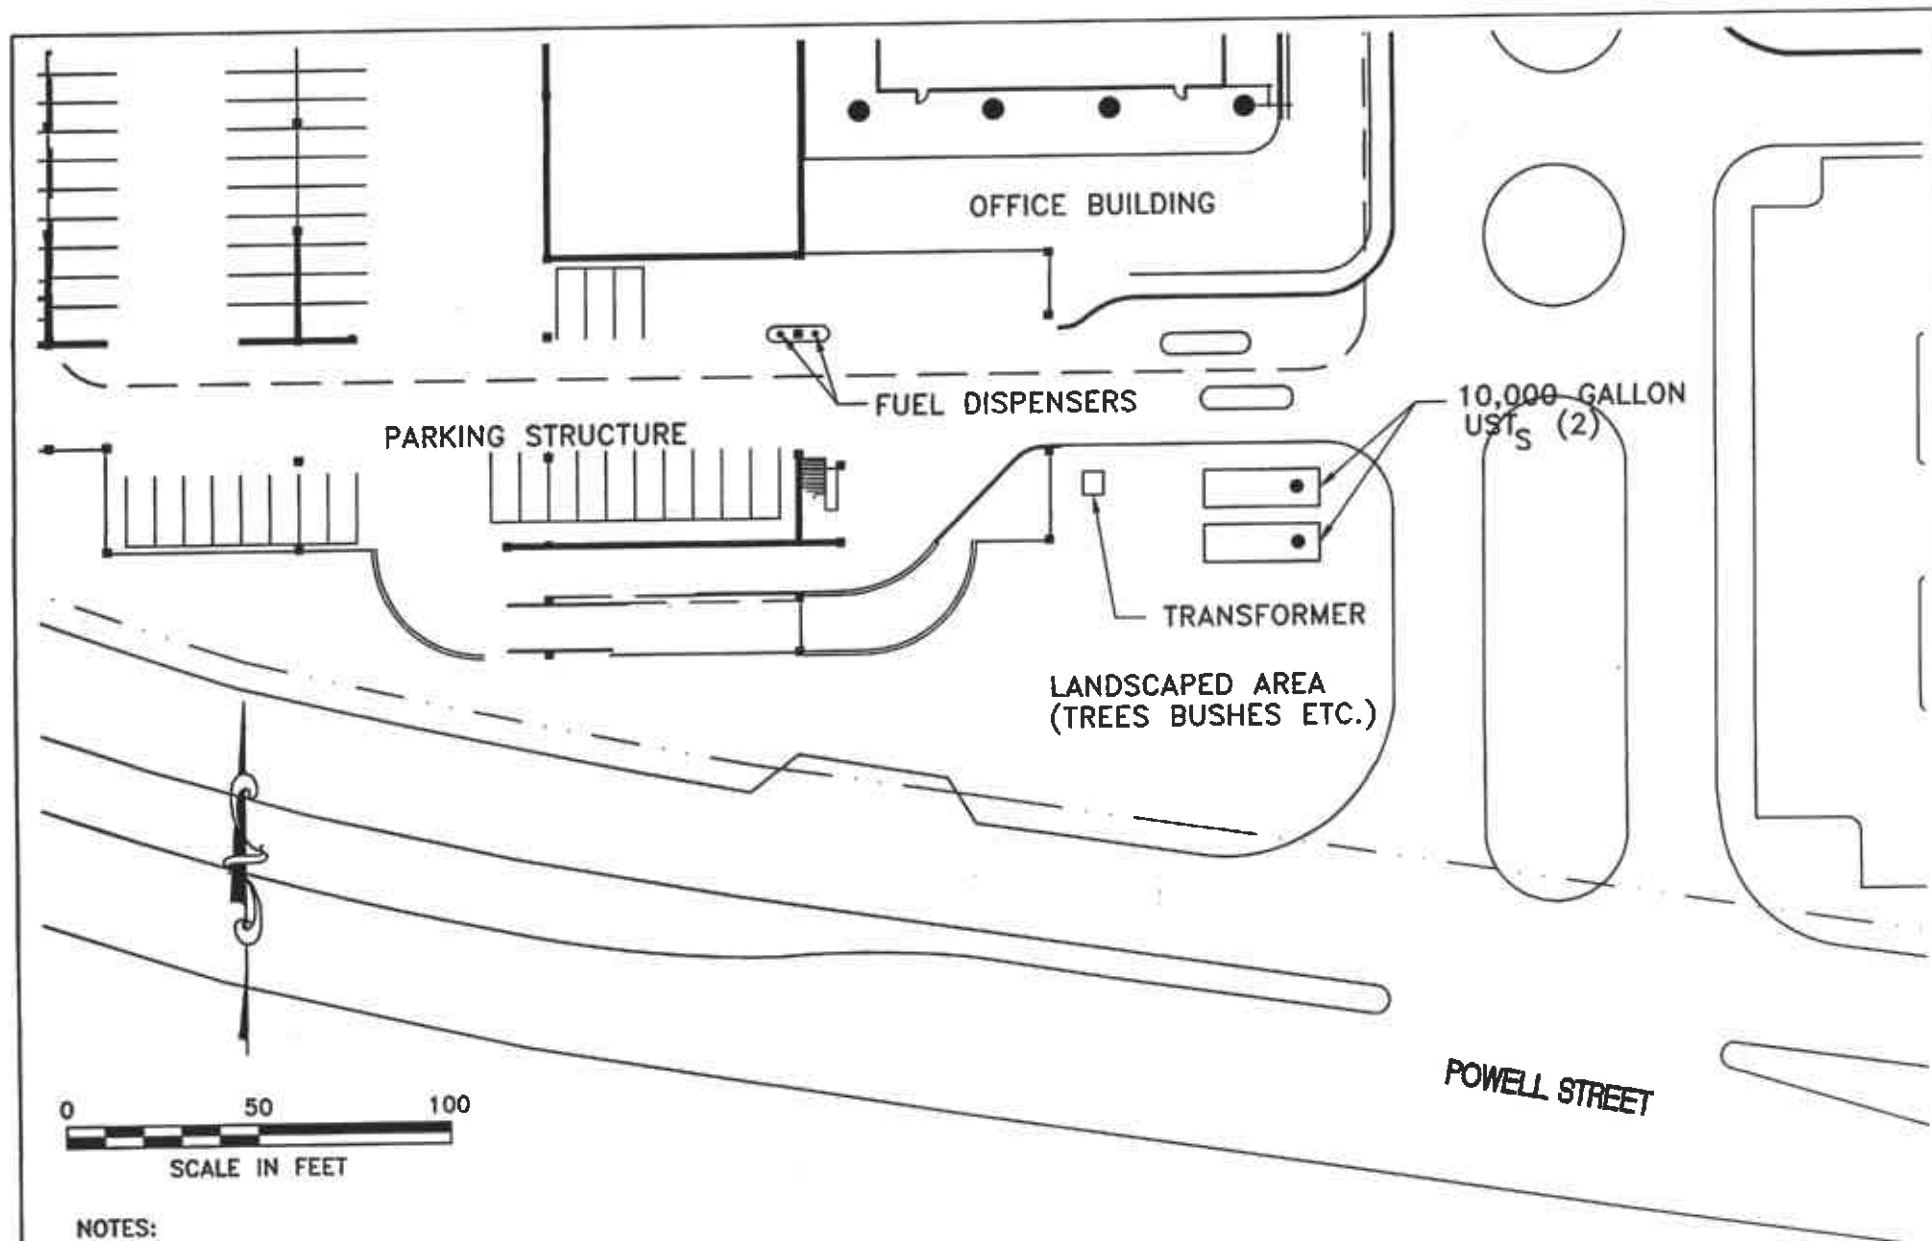 OFFICE BUILDING
FUEL DISPENSERS
10,000 GALLON
USTS (2)
PARKING STRUCTURE
TRANSFORMER
LANDSCAPED AREA
(TREES BUSHES ETC.)
POWELL STREET
0 50 100
SCALE IN FEET
NOTES: